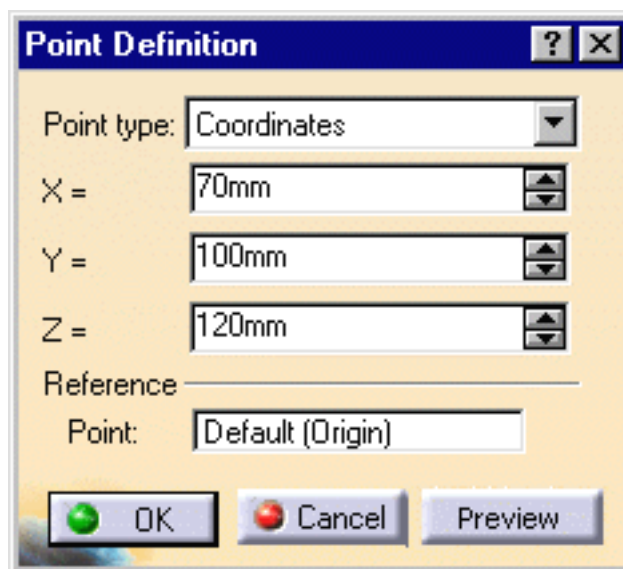 Point Definition
Point type: Coordinates
X = 70mm
Y = 100mm
Z = 120mm
Reference
Point: Default (Origin)
OK Cancel Preview